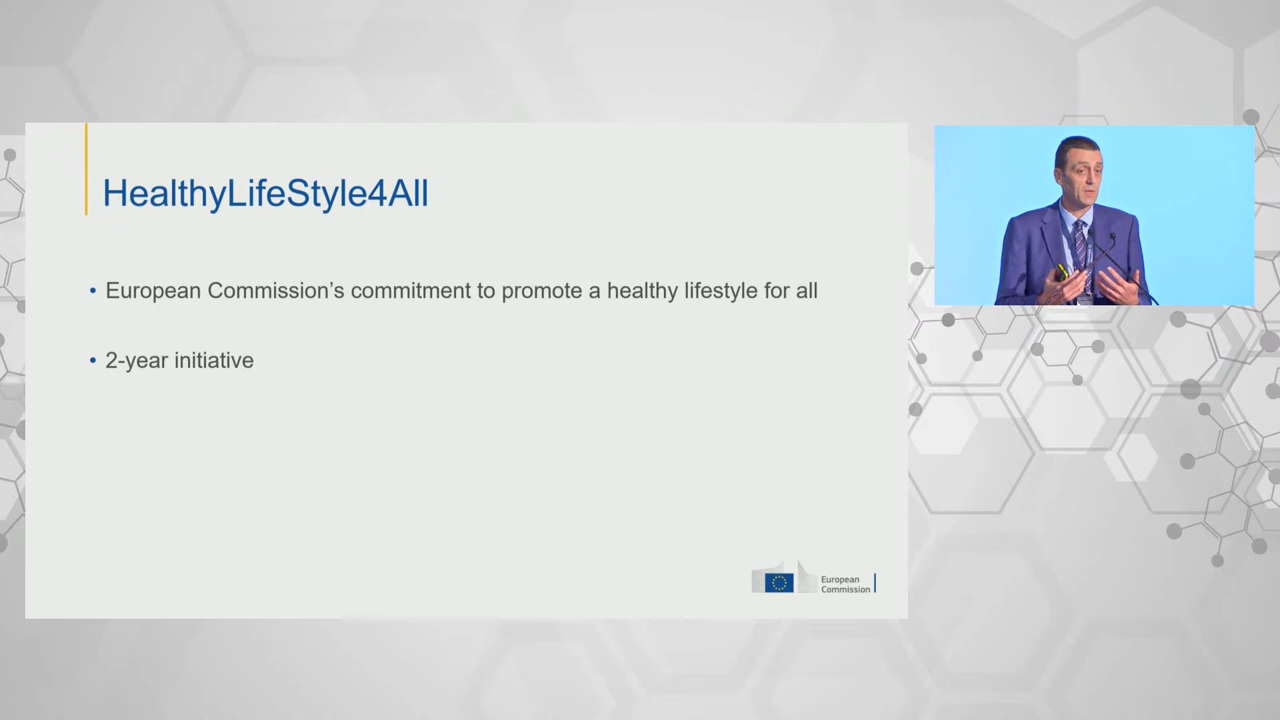 HealthyLifeStyle4All
• European Commission’s commitment to promote a healthy lifestyle for all
• 2-year initiative
European
Commission